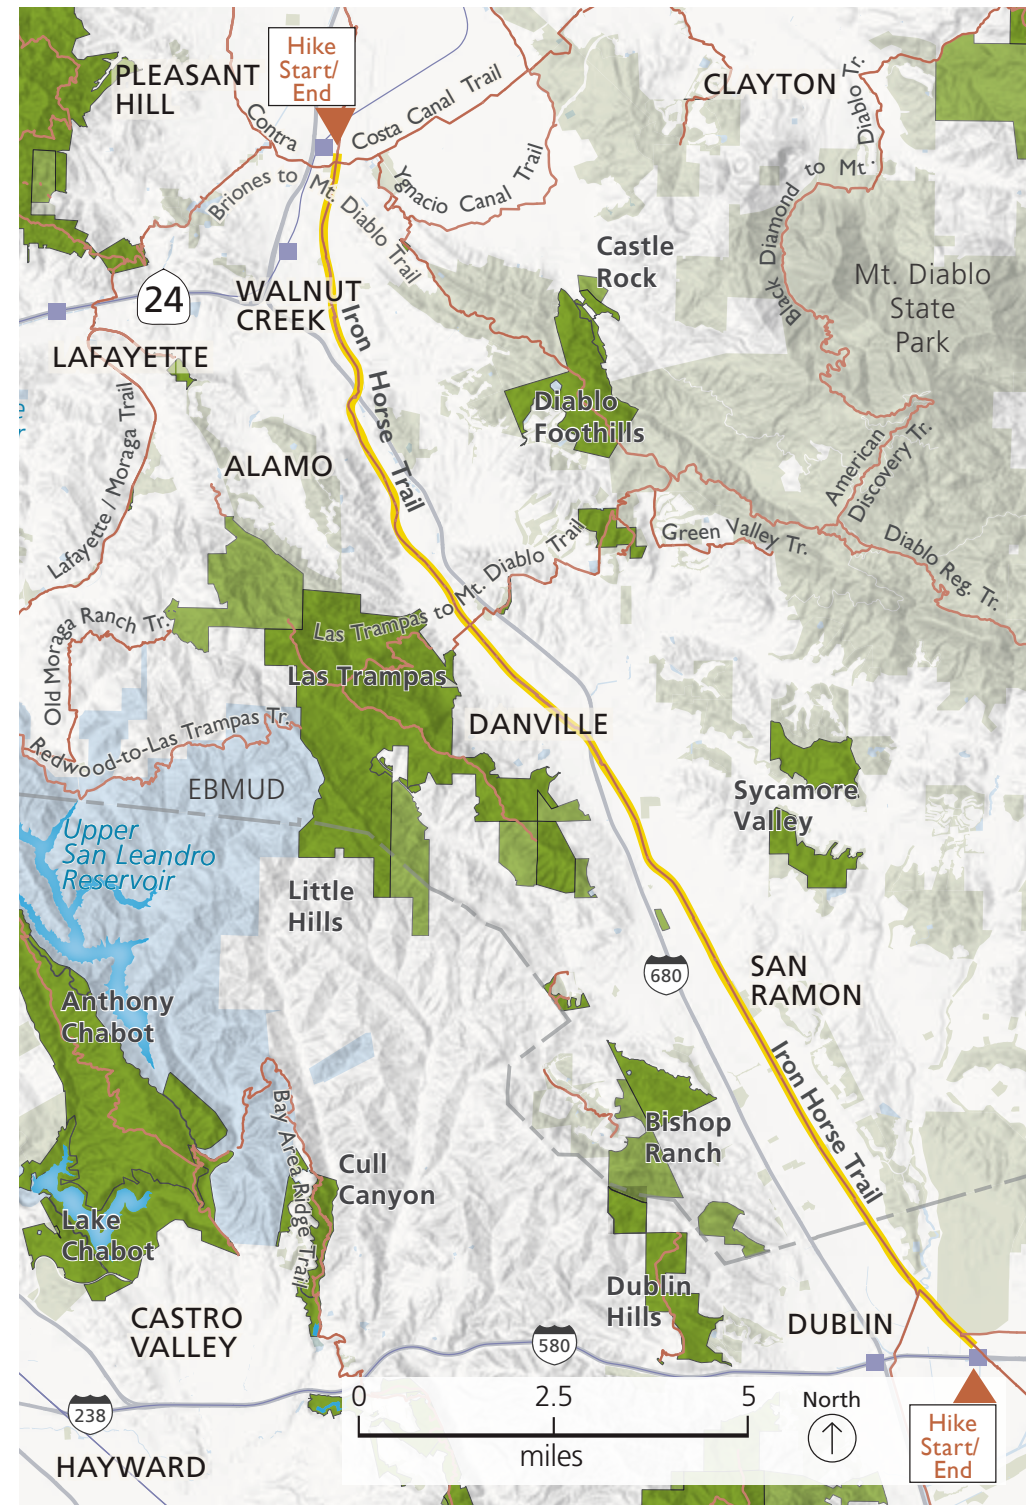 Hike
Start/
End
PLEASANT
HILL
CLAYTON
Contra
Costa Canal Trail
Black Diamond
to Mt.
Diablo Tr.
Briones to
Mt. Diablo Trail
Ygnacio Canal Trail
Castle
Rock
Mt. Diablo
State
Park
24
WALNUT
CREEK
Iron
Horse
Trail
LAFAYETTE
Lafayette / Moraga Trail
Diablo
Foothills
American
Discovery Tr.
ALAMO
Green Valley Tr.
Diablo Reg. Tr.
Las Trampas to Mt. Diablo Trail
Old Moraga Ranch Tr.
Las Trampas
Redwood-to-Las Trampas Tr.
DANVILLE
EBMUD
Sycamore
Valley
Upper
San Leandro
Reservoir
Little
Hills
680
SAN
RAMON
Anthony
Chabot
Iron Horse Trail
Bay Area Ridge Trail
Bishop
Ranch
Cull
Canyon
Lake
Chabot
Dublin
Hills
CASTRO
VALLEY
DUBLIN
580
238
0
2.5
5
miles
North
Hike
Start/
End
HAYWARD